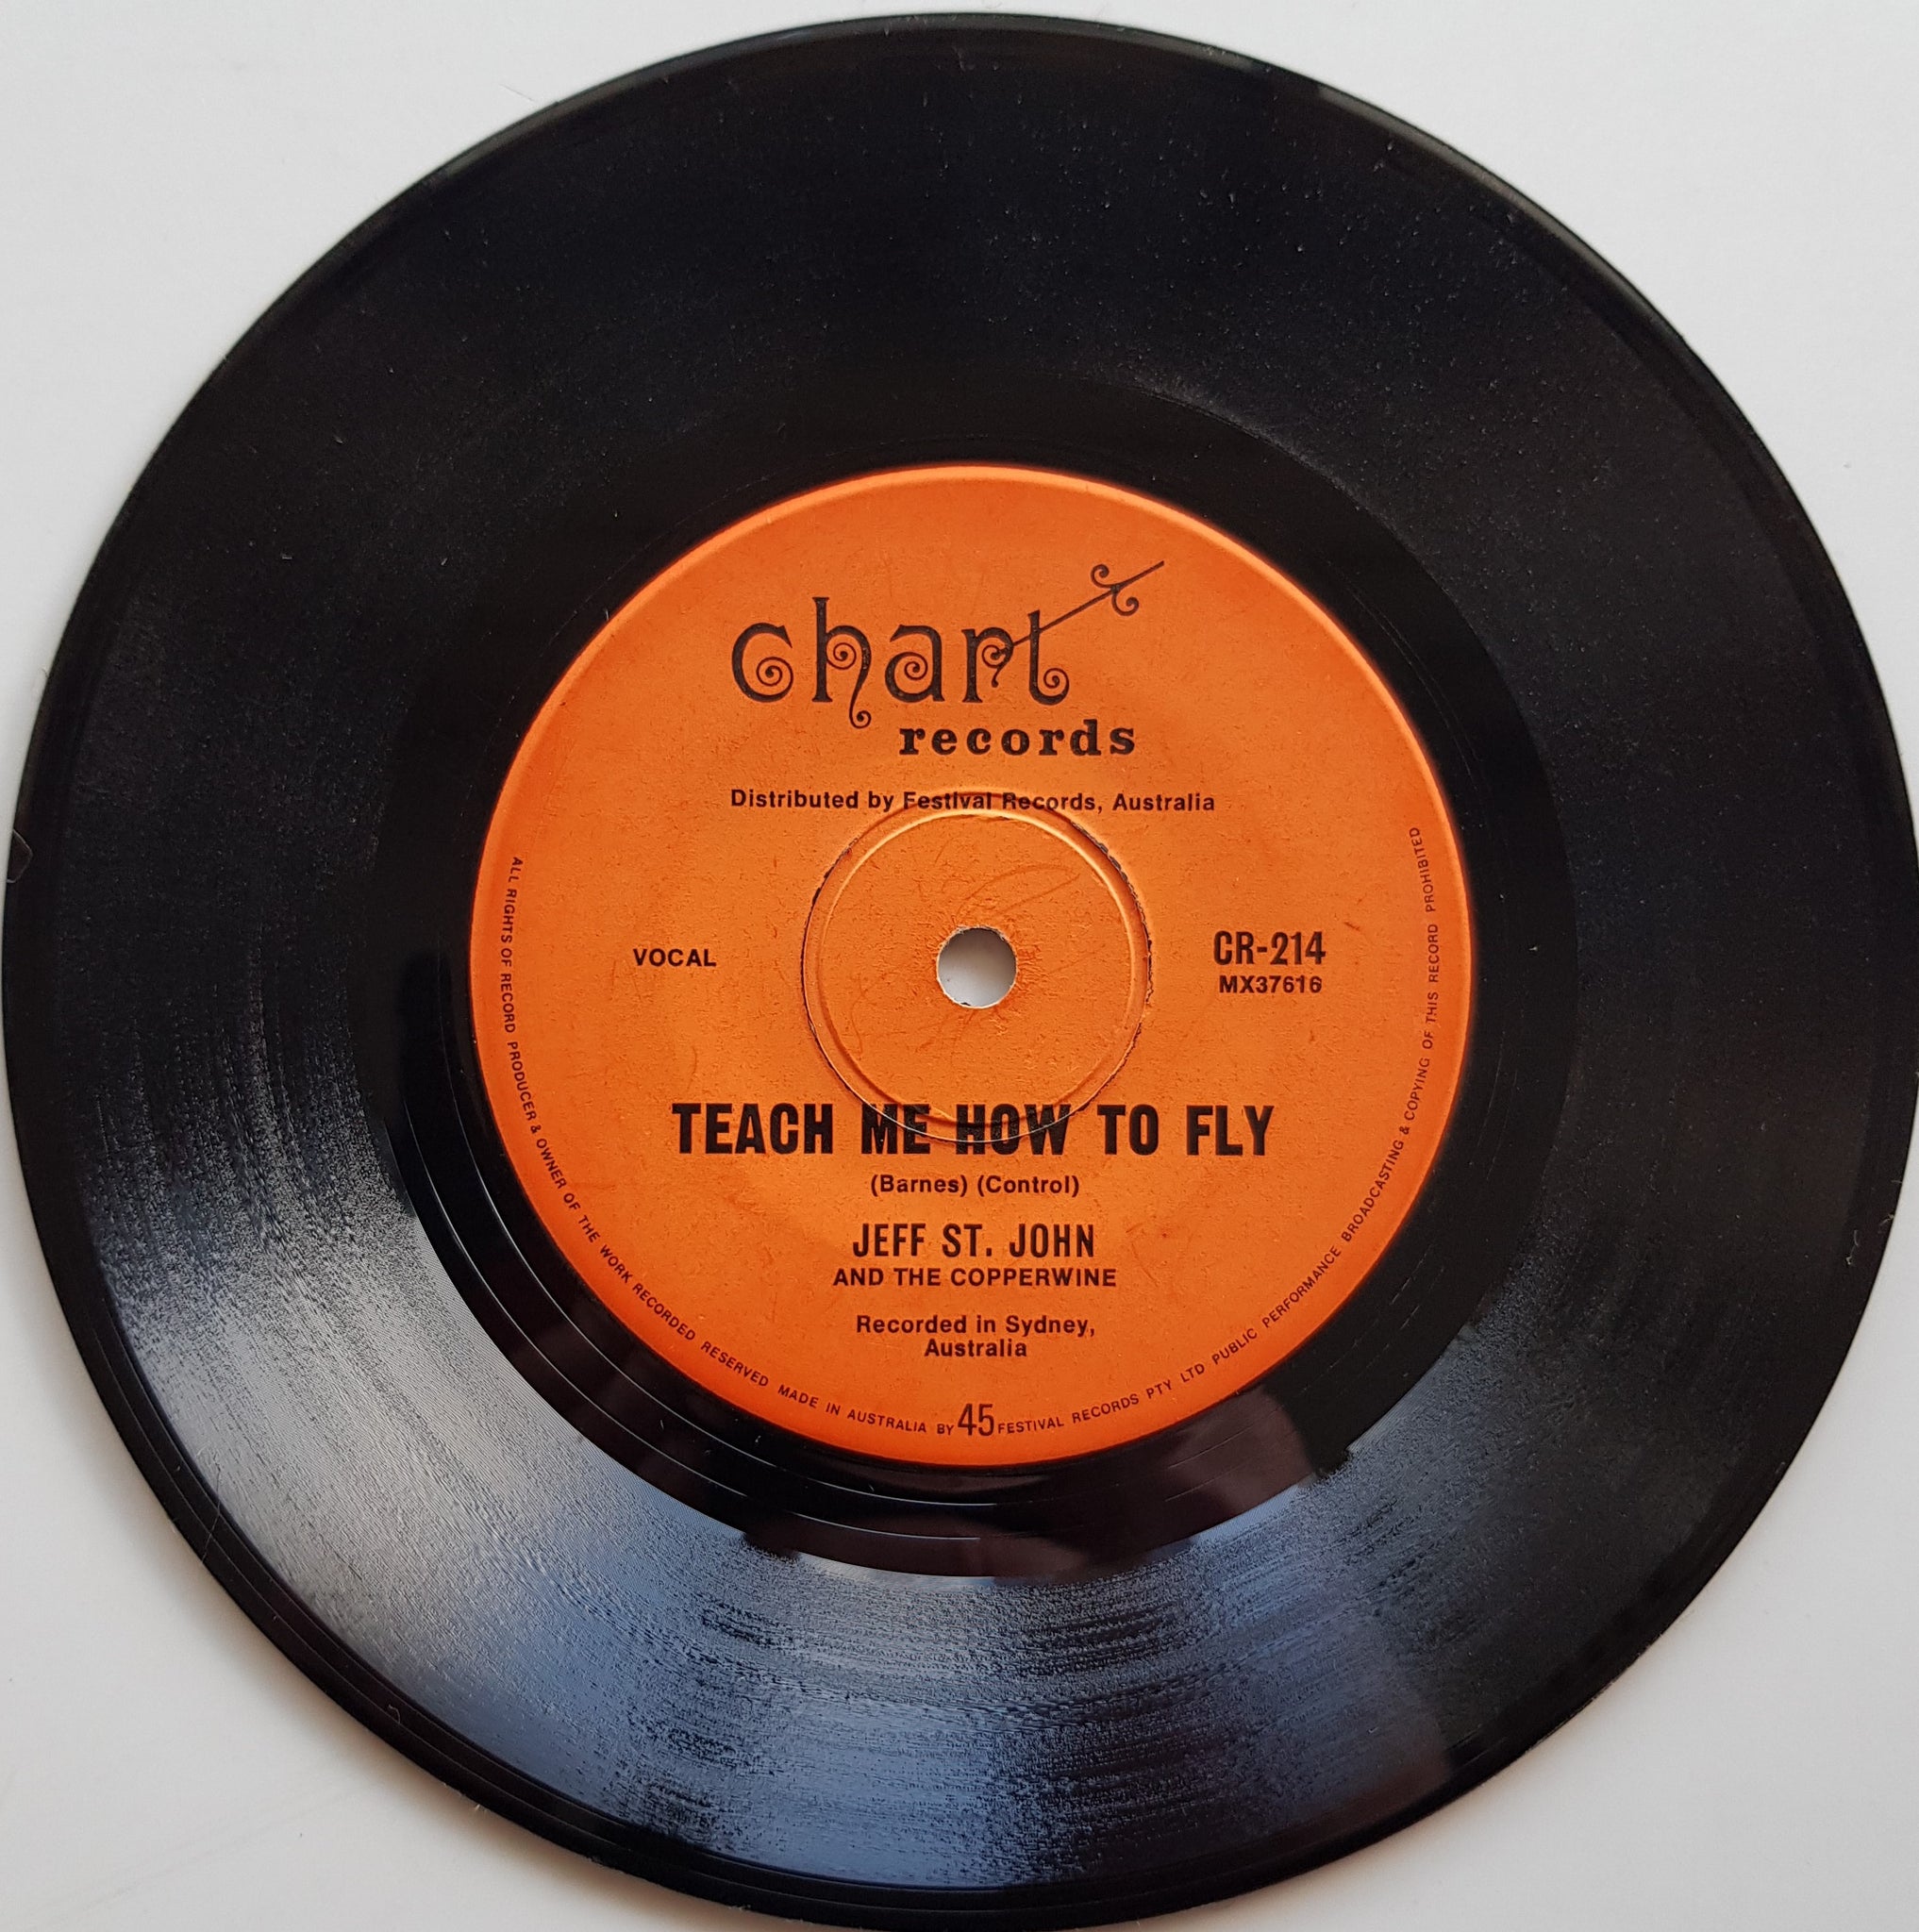 chart
records
Distributed by Festival Records, Australia
VOCAL
CR-214
MX37616
TEACH ME HOW TO FLY
(Barnes) (Control)
JEFF ST. JOHN
AND THE COPPERWINE
Recorded in Sydney,
Australia
45
ALL RIGHTS OF RECORD PRODUCER & OWNER OF THE WORK RECORDED RESERVED MADE IN AUSTRALIA BY FESTIVAL RECORDS PTY LTD PUBLIC PERFORMANCE BROADCASTING & COPYING OF THIS RECORD PROHIBITED